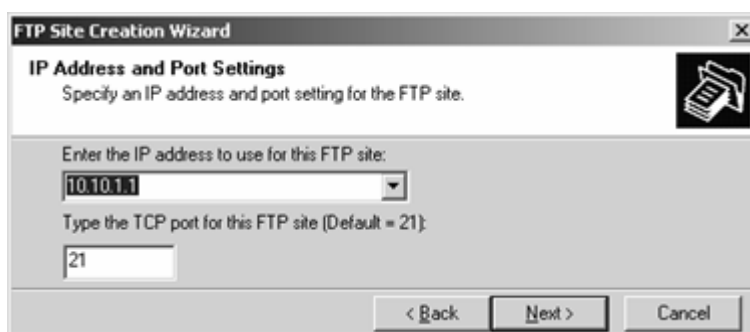 FTP Site Creation Wizard
IP Address and Port Settings
Specify an IP address and port setting for the FTP site.
Enter the IP address to use for this FTP site:
10.10.1.1
Type the TCP port for this FTP site (Default = 21):
21
< Back Next > Cancel